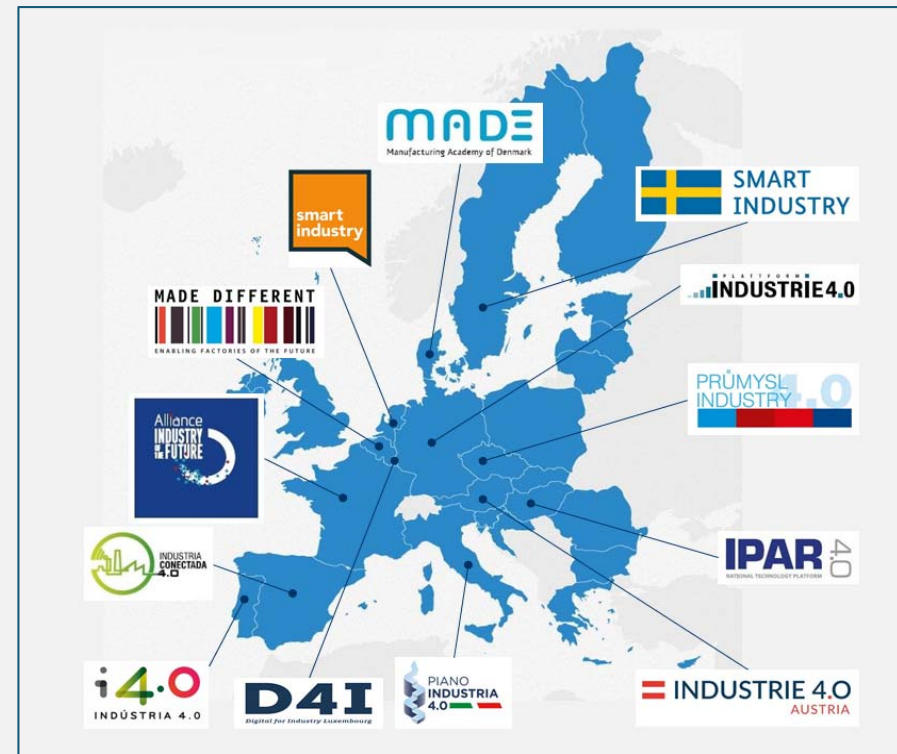 MADE
Manufacturing Academy of Denmark
smart
industry
SMART
INDUSTRY
MADE DIFFERENT
ENABLING FACTORIES OF THE FUTURE
PLATTFORM
INDUSTRIE4.0
PRŮMYSL
INDUSTRY 4.0
Alliance
INDUSTRY
OF THE
FUTURE
INDUSTRIA
CONECTADA
4.0
IPAR 4.0
NATIONAL TECHNOLOGY PLATFORM
i4.0
INDÚSTRIA 4.0
D4I
Digital for Industry Luxembourg
PIANO
INDUSTRIA
4.0
INDUSTRIE 4.0
AUSTRIA